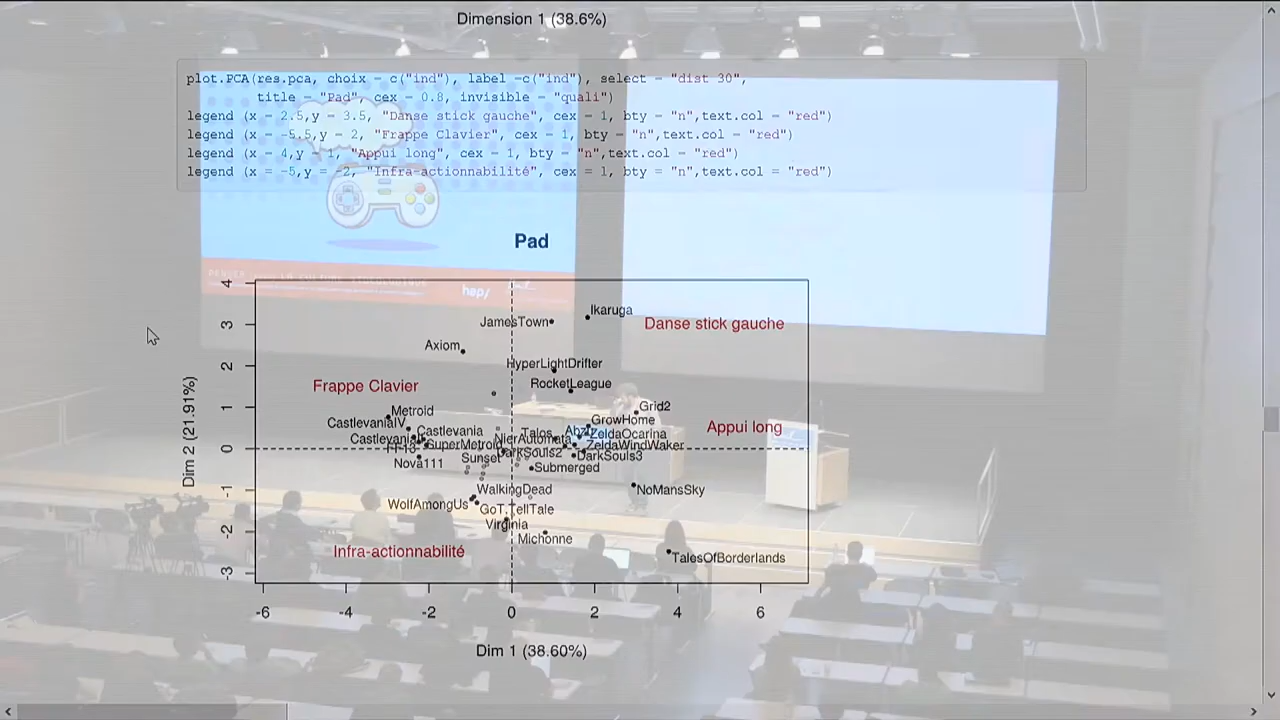 Dimension 1 (38.6%)
plot.PCA(res.pca, choix = c("ind"), label =c("ind"), select = "dist 30",
title = "Pad", cex = 0.8, invisible = "quali")
legend (x = 2.5,y = 3.5, "Danse stick gauche", cex = 1, bty = "n",text.col = "red")
legend (x = -5.5,y = 2, "Frappe Clavier", cex = 1, bty = "n",text.col = "red")
legend (x = 4,y = 1, "Appui long", cex = 1, bty = "n",text.col = "red")
legend (x = -5,y = -2, "Infra-actionnabilité", cex = 1, bty = "n",text.col = "red")
hep/
Pad
4
3
2
1
0
-1
-2
-3
Dim 2 (21.91%)
Ikaruga
JamesTown
Danse stick gauche
Axiom
HyperLightDrifter
RocketLeague
Frappe Clavier
Grid2
Metroid
CastlevaniaIV
GrowHome
Appui long
Castlevania
Talos
Abzu
ZeldaOcarina
NierAutomata
SuperMetroid
ZeldaWindWaker
DarkSouls2
DarkSouls3
Sunset
Nova111
Submerged
WalkingDead
NoMansSky
WolfAmongUs
GoT.TellTale
Virginia
Michonne
Infra-actionnabilité
TalesOfBorderlands
-6
-4
-2
0
2
4
6
Dim 1 (38.60%)